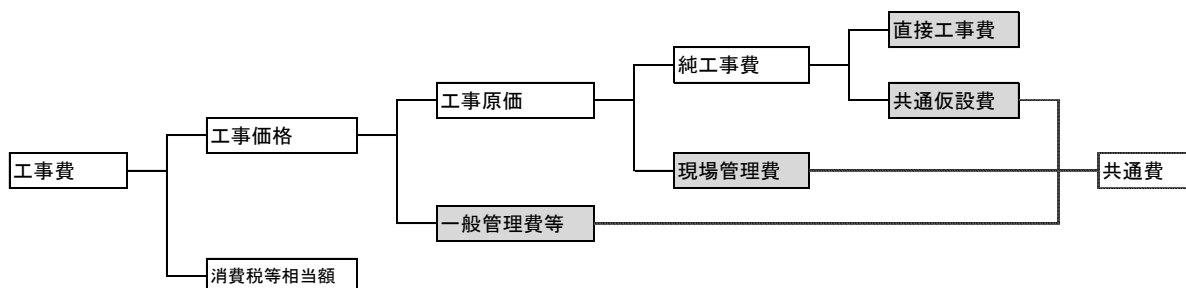 直接工事費
純工事費
工事原価
共通仮設費
工事価格
工事費
現場管理費
共通費
一般管理費等
消費税等相当額